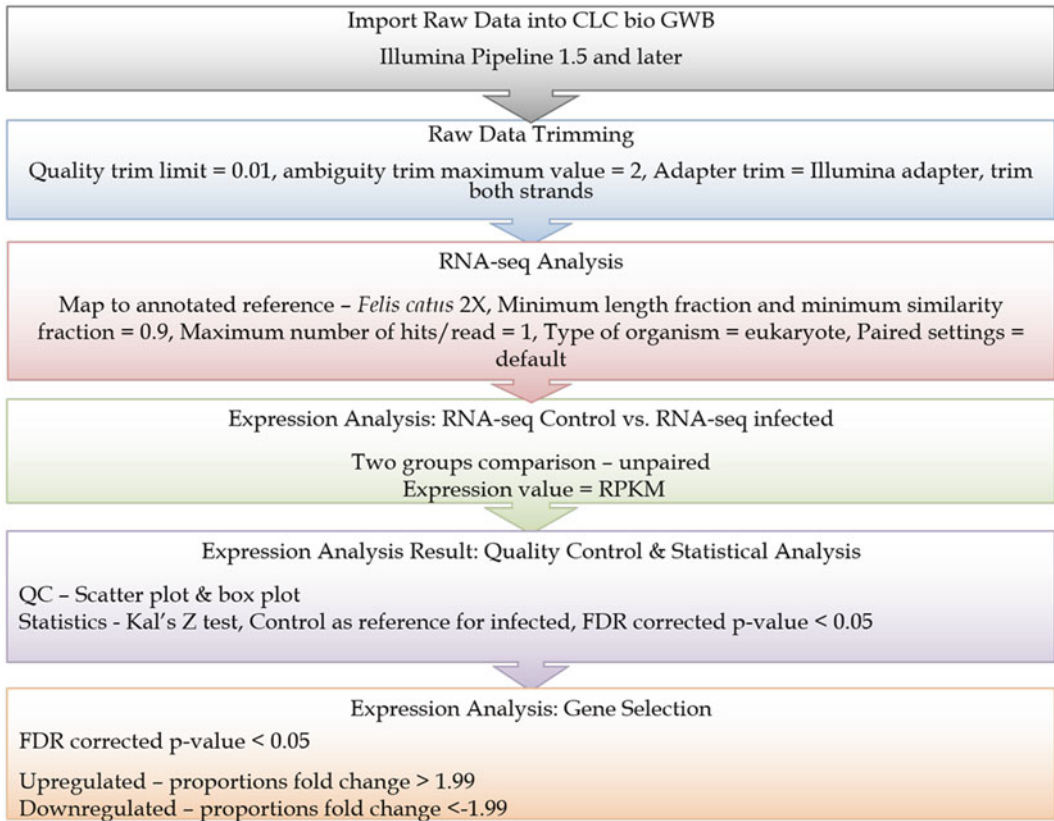 Import Raw Data into CLC bio GWB
Illumina Pipeline 1.5 and later
Raw Data Trimming
Quality trim limit = 0.01, ambiguity trim maximum value = 2, Adapter trim = Illumina adapter, trim
both strands
RNA-seq Analysis
Map to annotated reference – Felis catus 2X, Minimum length fraction and minimum similarity
fraction = 0.9, Maximum number of hits/read = 1, Type of organism = eukaryote, Paired settings =
default
Expression Analysis: RNA-seq Control vs. RNA-seq infected
Two groups comparison – unpaired
Expression value = RPKM
Expression Analysis Result: Quality Control & Statistical Analysis
QC – Scatter plot & box plot
Statistics - Kal's Z test, Control as reference for infected, FDR corrected p-value < 0.05
Expression Analysis: Gene Selection
FDR corrected p-value < 0.05
Upregulated – proportions fold change > 1.99
Downregulated – proportions fold change <-1.99